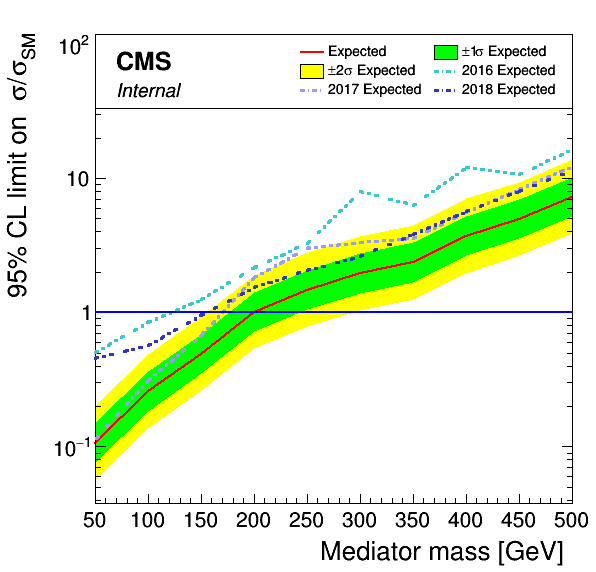 95% CL limit on σ/σSM
10²
10
1
10⁻¹
CMS
Internal
Expected
±1σ Expected
±2σ Expected
2016 Expected
2017 Expected
2018 Expected
50 100 150 200 250 300 350 400 450 500
Mediator mass [GeV]